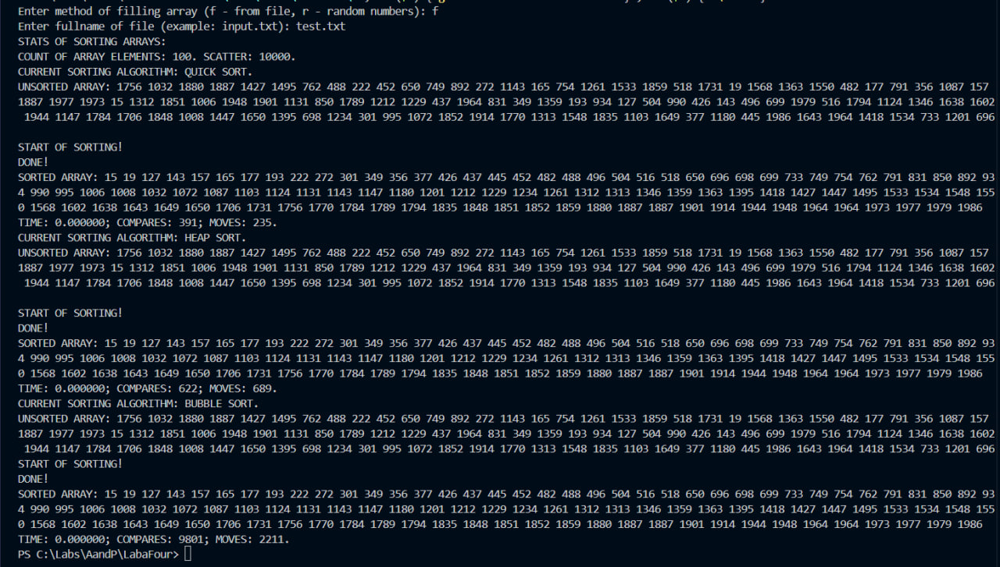 Enter method of filling array (f - from file, r - random numbers): f
Enter fullname of file (example: input.txt): test.txt
STATS OF SORTING ARRAYS:
COUNT OF ARRAY ELEMENTS: 100. SCATTER: 10000.
CURRENT SORTING ALGORITHM: QUICK SORT.
UNSORTED ARRAY: 1756 1032 1880 1887 1427 1495 762 488 222 452 650 749 892 272 1143 165 754 1261 1533 1859 518 1731 19 1568 1363 1550 482 177 791 356 1087 157
1887 1977 1973 15 1312 1851 1006 1948 1901 1131 850 1789 1212 1229 437 1964 831 349 1359 193 934 127 504 990 426 143 496 699 1979 516 1794 1124 1346 1638 1602
1944 1147 1784 1706 1848 1008 1447 1650 1395 698 1234 301 995 1072 1852 1914 1770 1313 1548 1835 1103 1649 377 1180 445 1986 1643 1964 1418 1534 733 1201 696
START OF SORTING!
DONE!
SORTED ARRAY: 15 19 127 143 157 165 177 193 222 272 301 349 356 377 426 437 445 452 482 488 496 504 516 518 650 696 698 699 733 749 754 762 791 831 850 892 93
4 990 995 1006 1008 1032 1072 1087 1103 1124 1131 1143 1147 1180 1201 1212 1229 1234 1261 1312 1313 1346 1359 1363 1395 1418 1427 1447 1495 1533 1534 1548 155
0 1568 1602 1638 1643 1649 1650 1706 1731 1756 1770 1784 1789 1794 1835 1848 1851 1852 1859 1880 1887 1887 1901 1914 1944 1948 1964 1964 1973 1977 1979 1986
TIME: 0.000000; COMPARES: 391; MOVES: 235.
CURRENT SORTING ALGORITHM: HEAP SORT.
UNSORTED ARRAY: 1756 1032 1880 1887 1427 1495 762 488 222 452 650 749 892 272 1143 165 754 1261 1533 1859 518 1731 19 1568 1363 1550 482 177 791 356 1087 157
1887 1977 1973 15 1312 1851 1006 1948 1901 1131 850 1789 1212 1229 437 1964 831 349 1359 193 934 127 504 990 426 143 496 699 1979 516 1794 1124 1346 1638 1602
1944 1147 1784 1706 1848 1008 1447 1650 1395 698 1234 301 995 1072 1852 1914 1770 1313 1548 1835 1103 1649 377 1180 445 1986 1643 1964 1418 1534 733 1201 696
START OF SORTING!
DONE!
SORTED ARRAY: 15 19 127 143 157 165 177 193 222 272 301 349 356 377 426 437 445 452 482 488 496 504 516 518 650 696 698 699 733 749 754 762 791 831 850 892 93
4 990 995 1006 1008 1032 1072 1087 1103 1124 1131 1143 1147 1180 1201 1212 1229 1234 1261 1312 1313 1346 1359 1363 1395 1418 1427 1447 1495 1533 1534 1548 155
0 1568 1602 1638 1643 1649 1650 1706 1731 1756 1770 1784 1789 1794 1835 1848 1851 1852 1859 1880 1887 1887 1901 1914 1944 1948 1964 1964 1973 1977 1979 1986
TIME: 0.000000; COMPARES: 622; MOVES: 689.
CURRENT SORTING ALGORITHM: BUBBLE SORT.
UNSORTED ARRAY: 1756 1032 1880 1887 1427 1495 762 488 222 452 650 749 892 272 1143 165 754 1261 1533 1859 518 1731 19 1568 1363 1550 482 177 791 356 1087 157
1887 1977 1973 15 1312 1851 1006 1948 1901 1131 850 1789 1212 1229 437 1964 831 349 1359 193 934 127 504 990 426 143 496 699 1979 516 1794 1124 1346 1638 1602
1944 1147 1784 1706 1848 1008 1447 1650 1395 698 1234 301 995 1072 1852 1914 1770 1313 1548 1835 1103 1649 377 1180 445 1986 1643 1964 1418 1534 733 1201 696
START OF SORTING!
DONE!
SORTED ARRAY: 15 19 127 143 157 165 177 193 222 272 301 349 356 377 426 437 445 452 482 488 496 504 516 518 650 696 698 699 733 749 754 762 791 831 850 892 93
4 990 995 1006 1008 1032 1072 1087 1103 1124 1131 1143 1147 1180 1201 1212 1229 1234 1261 1312 1313 1346 1359 1363 1395 1418 1427 1447 1495 1533 1534 1548 155
0 1568 1602 1638 1643 1649 1650 1706 1731 1756 1770 1784 1789 1794 1835 1848 1851 1852 1859 1880 1887 1887 1901 1914 1944 1948 1964 1964 1973 1977 1979 1986
TIME: 0.000000; COMPARES: 9801; MOVES: 2211.
PS C:\Labs\AandP\LabaFour>